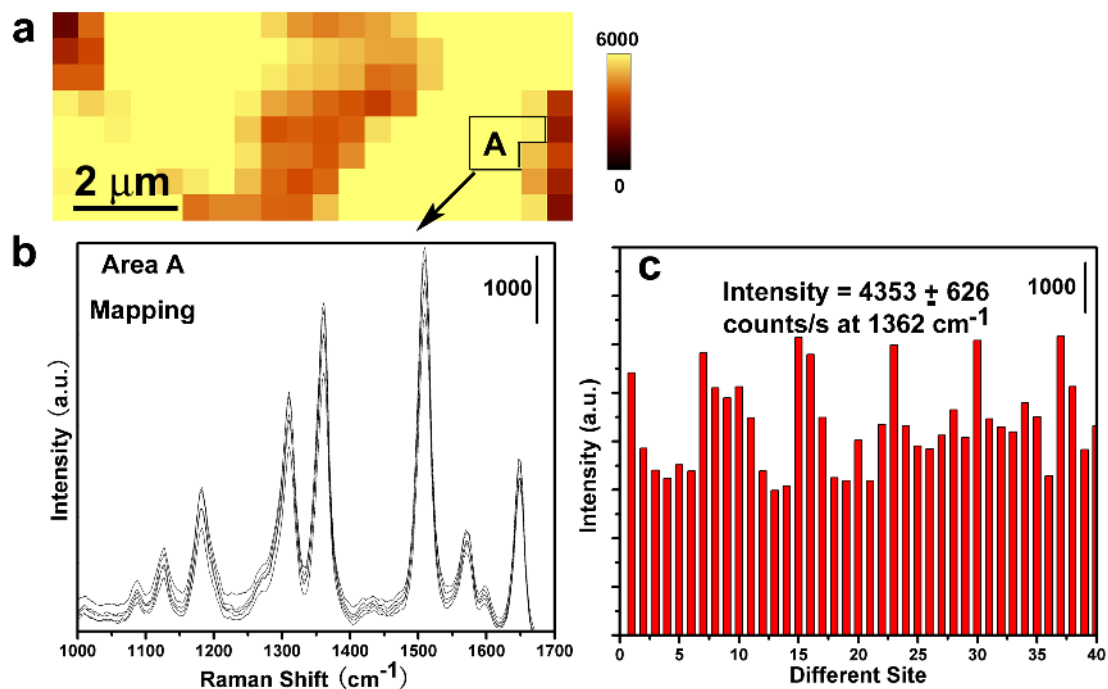 a
6000
A
2 μm
0
b
Area A
Mapping
1000
Intensity (a.u.)
1000 1100 1200 1300 1400 1500 1600 1700
Raman Shift (cm-1)
c
Intensity = 4353 ± 626
counts/s at 1362 cm-1
1000
Intensity (a.u.)
0 5 10 15 20 25 30 35 40
Different Site